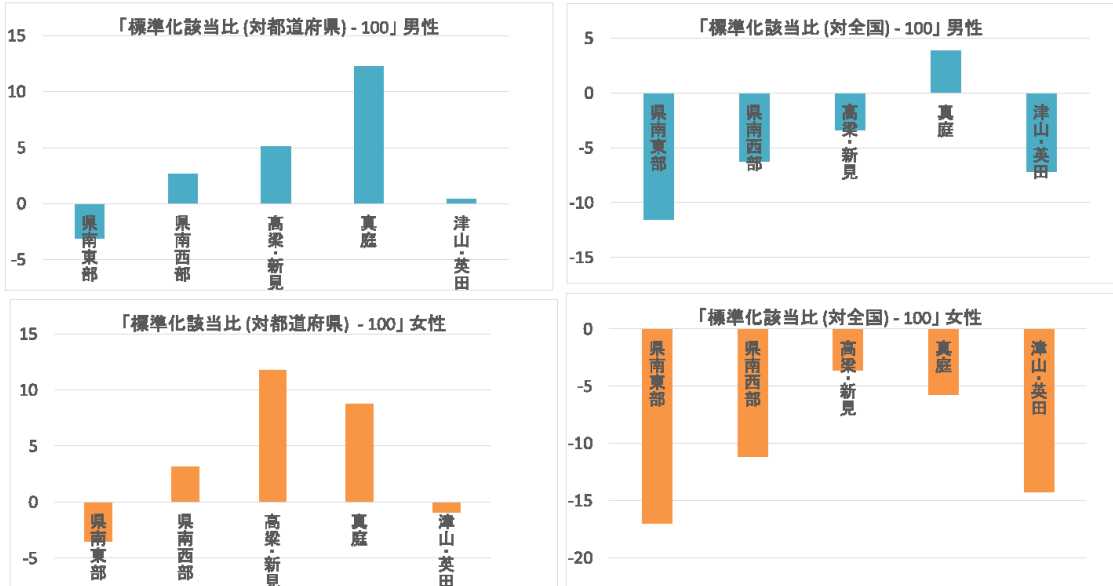 「標準化該当比 (対都道府県) - 100」 男性
15
10
5
0
-5
県南東部
県南西部
高梁・新見
真庭
津山・英田
「標準化該当比 (対全国) - 100」 男性
5
0
-5
-10
-15
県南東部
県南西部
高梁・新見
真庭
津山・英田
「標準化該当比 (対都道府県) - 100」 女性
15
10
5
0
-5
県南東部
県南西部
高梁・新見
真庭
津山・英田
「標準化該当比 (対全国) - 100」 女性
-0
-5
-10
-15
-20
県南東部
県南西部
高梁・新見
真庭
津山・英田